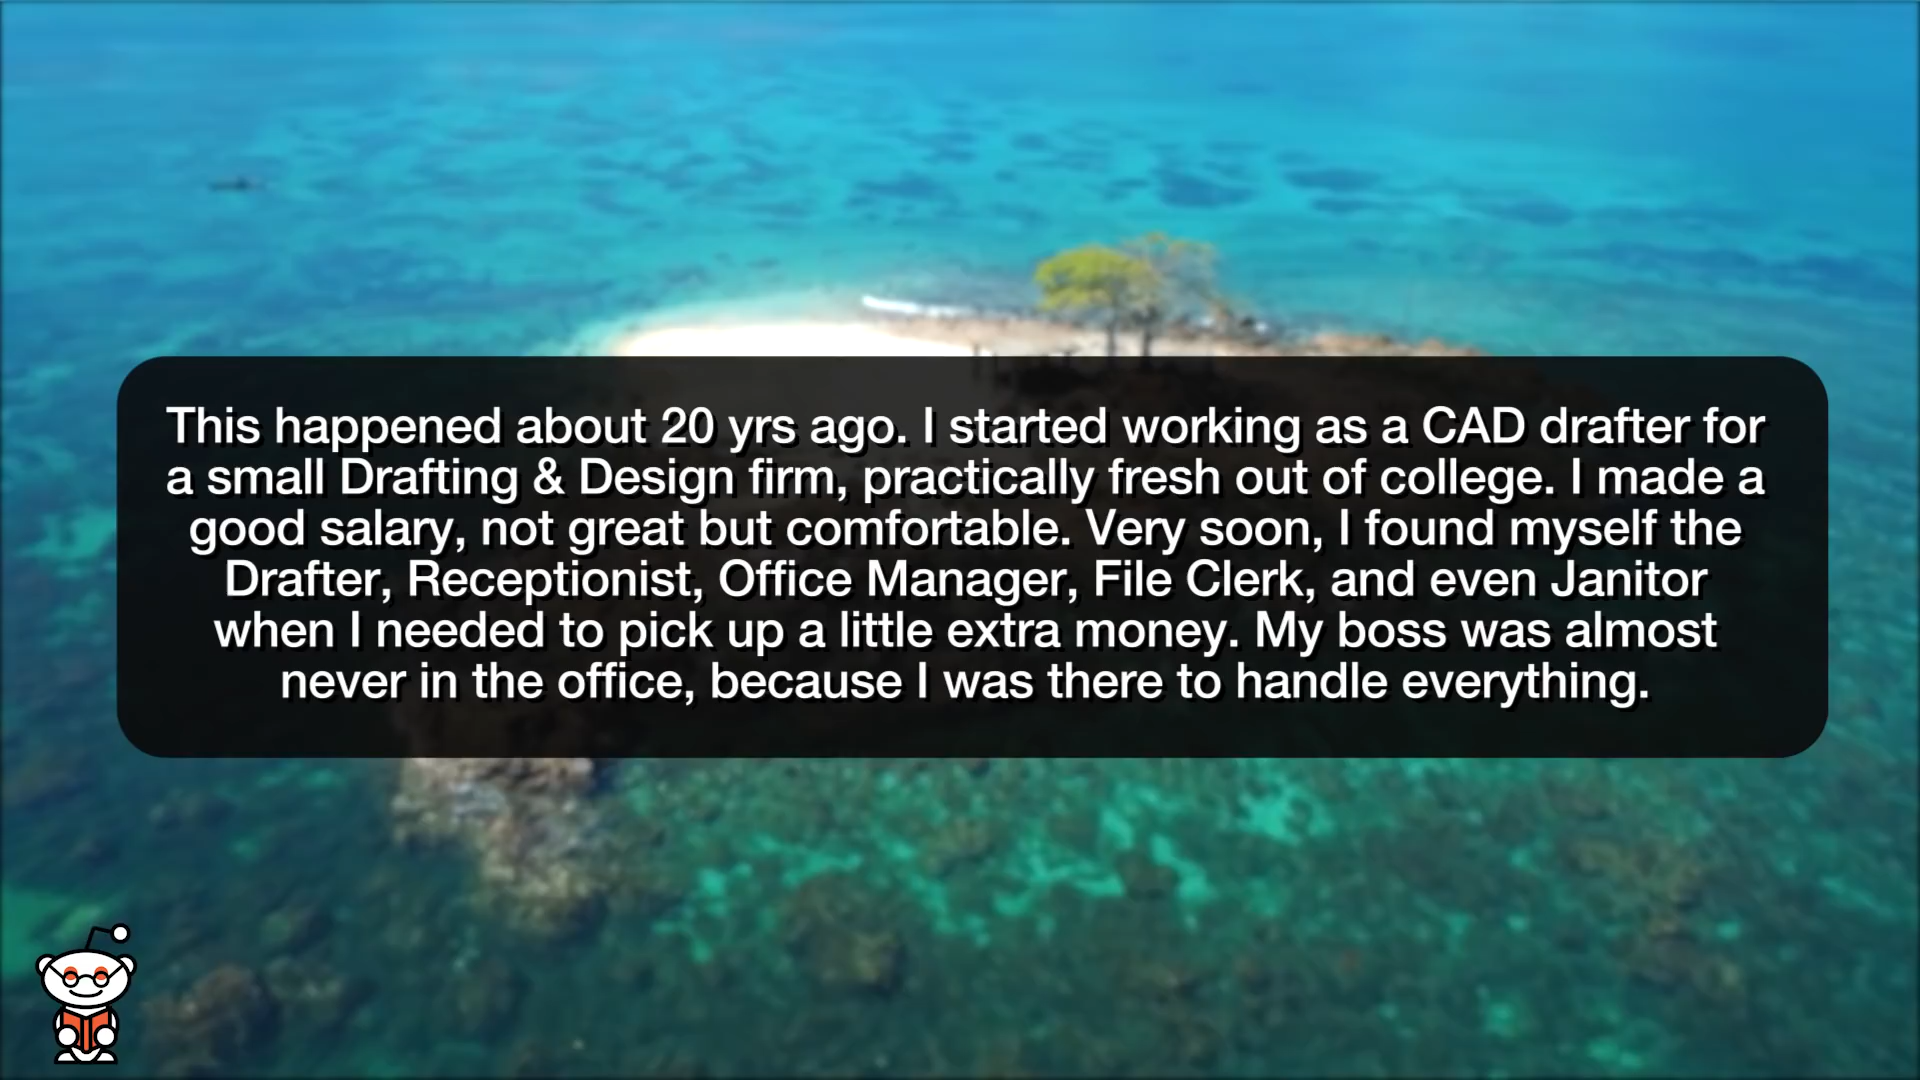 This happened about 20 yrs ago. I started working as a CAD drafter for
a small Drafting & Design firm, practically fresh out of college. I made a
good salary, not great but comfortable. Very soon, I found myself the
Drafter, Receptionist, Office Manager, File Clerk, and even Janitor
when I needed to pick up a little extra money. My boss was almost
never in the office, because I was there to handle everything.